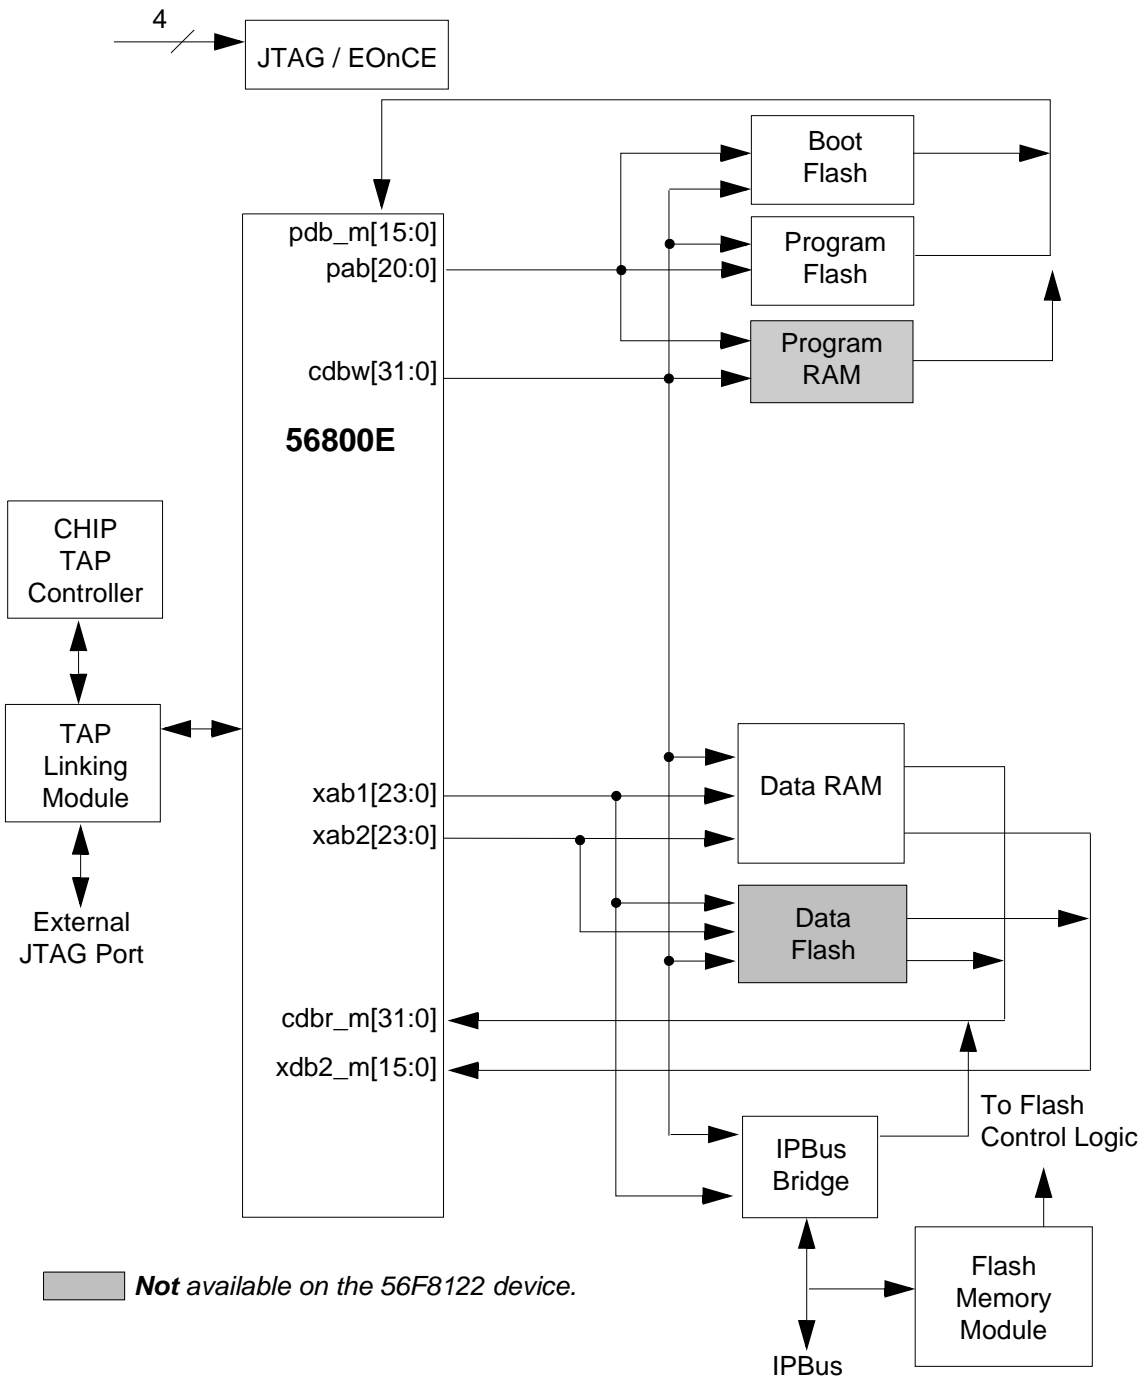 4
JTAG / EOnCE
Boot
Flash
pdb_m[15:0]
pab[20:0]
Program
Flash
cdbw[31:0]
Program
RAM
56800E
CHIP
TAP
Controller
TAP
Linking
Module
External
JTAG Port
xab1[23:0]
xab2[23:0]
Data RAM
Data
Flash
cdbr_m[31:0]
xdb2_m[15:0]
To Flash
Control Logic
IPBus
Bridge
Flash
Memory
Module
IPBus
Not available on the 56F8122 device.